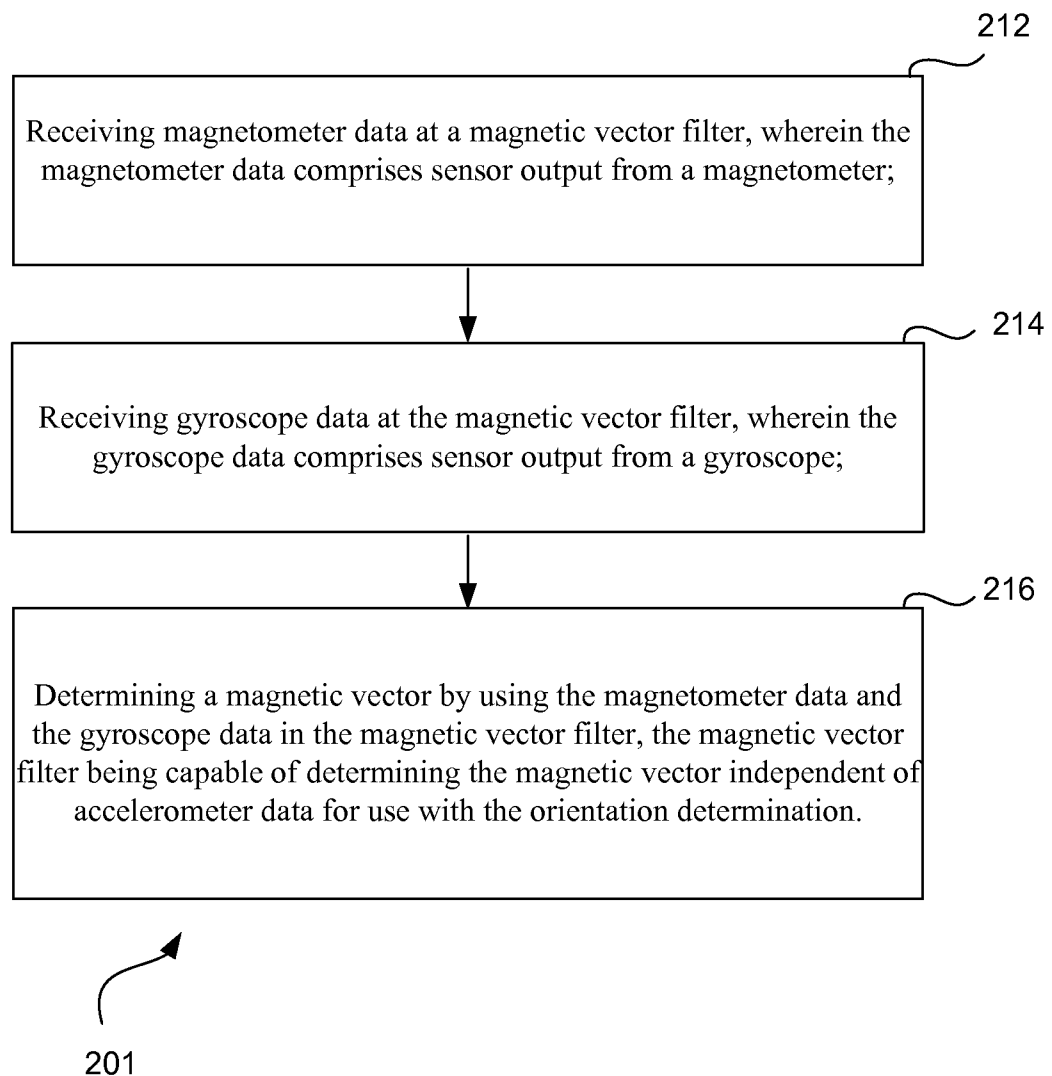 212
Receiving magnetometer data at a magnetic vector filter, wherein the
magnetometer data comprises sensor output from a magnetometer;
214
Receiving gyroscope data at the magnetic vector filter, wherein the
gyroscope data comprises sensor output from a gyroscope;
216
Determining a magnetic vector by using the magnetometer data and
the gyroscope data in the magnetic vector filter, the magnetic vector
filter being capable of determining the magnetic vector independent of
accelerometer data for use with the orientation determination.
201